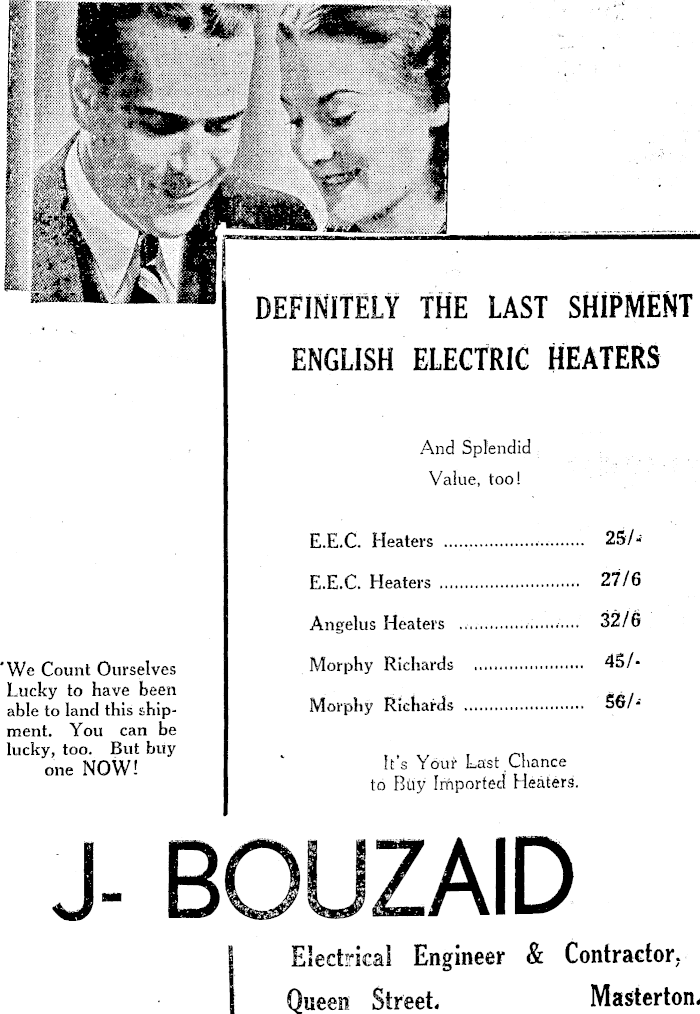 DEFINITELY THE LAST SHIPMENT
ENGLISH ELECTRIC HEATERS
And Splendid
Value, too!
E.E.C. Heaters ........................... 25/-
E.E.C. Heaters ........................... 27/6
Angelus Heaters ....................... 32/6
Morphy Richards ..................... 45/-
Morphy Richards ....................... 56/-
It's Your Last Chance
to Buy Imported Heaters.
We Count Ourselves
Lucky to have been
able to land this ship-
ment. You can be
lucky, too. But buy
one NOW!
J- BOUZAID
Electrical Engineer & Contractor,
Queen Street. Masterton.